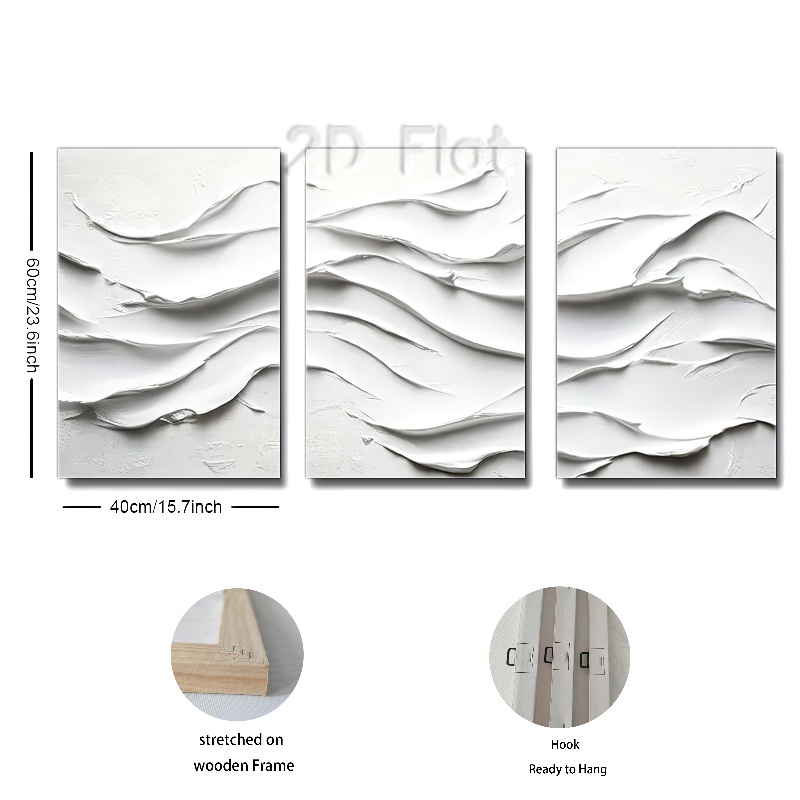 2D Flat
60cm/23.6inch
40cm/15.7inch
stretched on
wooden Frame
Hook
Ready to Hang